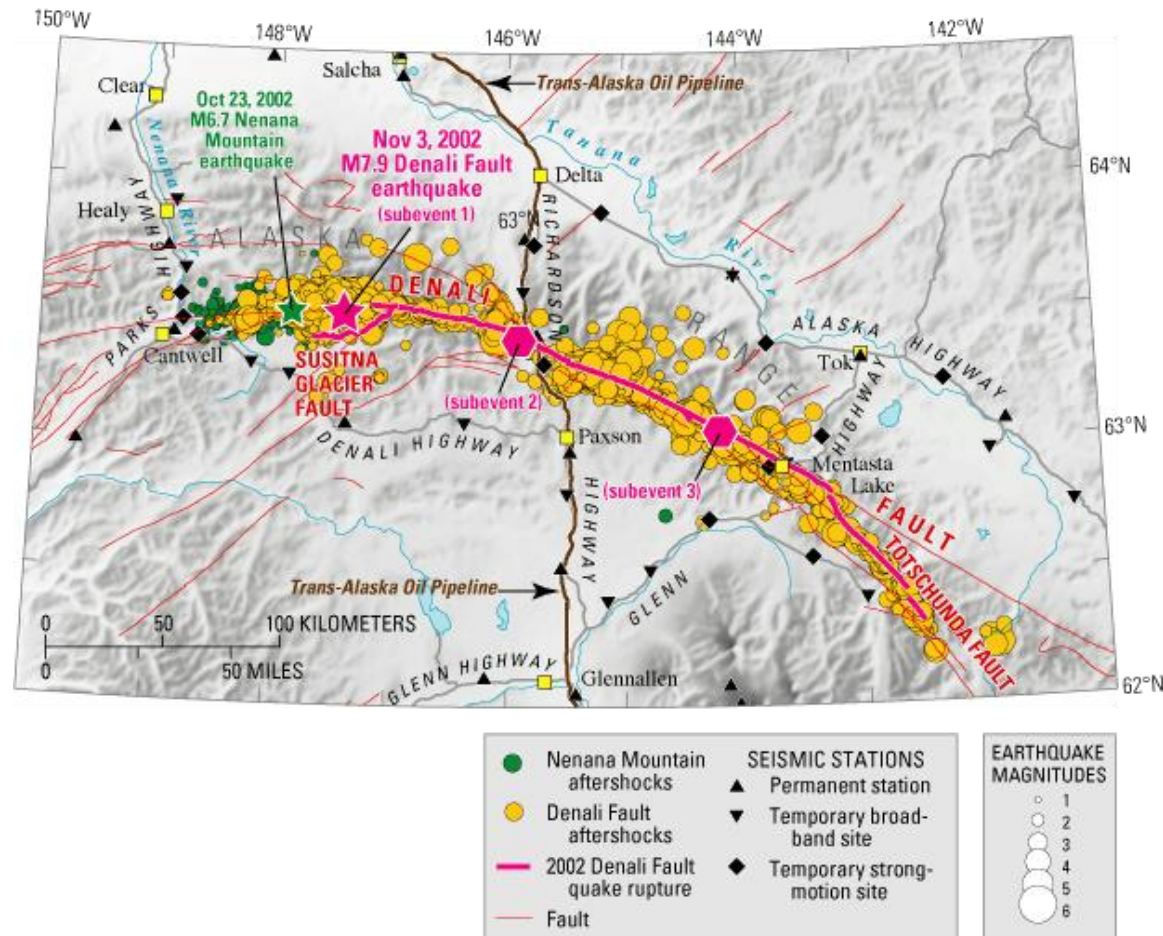 150°W
148°W
146°W
144°W
142°W
Salcha
Trans-Alaska Oil Pipeline
Clear
Oct 23, 2002
M6.7 Nenana
Mountain
earthquake
Nenana
River
Nov 3, 2002
M7.9 Denali Fault
earthquake
(subevent 1)
Tanana
River
64°N
Delta
Healy
PARKS HIGHWAY
63°N
RICHARDSON
HIGHWAY
ALASKA
RANGE
DENALI
FAULT
ALASKA
HIGHWAY
Tok
HIGHWAY
Cantwell
SUSITNA
GLACIER
FAULT
(subevent 2)
DENALI HIGHWAY
Paxson
63°N
Mentasta
Lake
(subevent 3)
TOTSCHUNDA FAULT
Trans-Alaska Oil Pipeline
GLENN
0 50 100 KILOMETERS
0 50 MILES
GLENN HIGHWAY
Glennallen
62°N
Nenana Mountain
aftershocks
Denali Fault
aftershocks
2002 Denali Fault
quake rupture
Fault
SEISMIC STATIONS
Permanent station
Temporary broad-
band site
Temporary strong-
motion site
EARTHQUAKE
MAGNITUDES
1
2
3
4
5
6